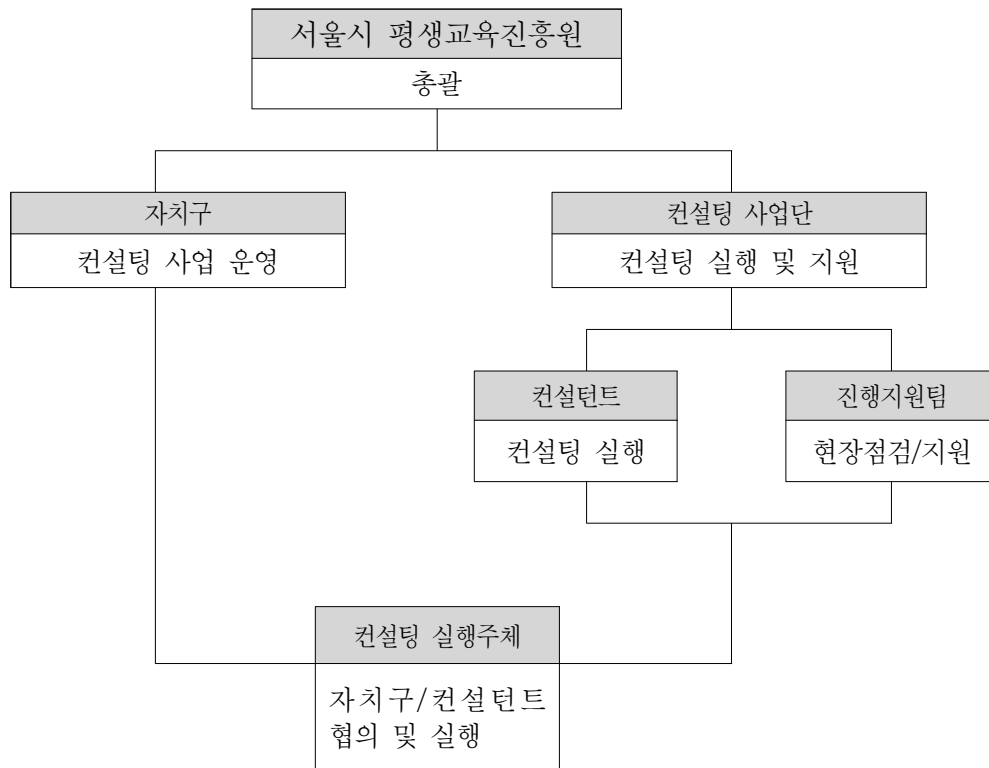 서울시 평생교육진흥원
총괄
자치구
컨설팅 사업 운영
컨설팅 사업단
컨설팅 실행 및 지원
컨설턴트
컨설팅 실행
진행지원팀
현장점검/지원
컨설팅 실행주체
자치구/컨설턴트
협의 및 실행